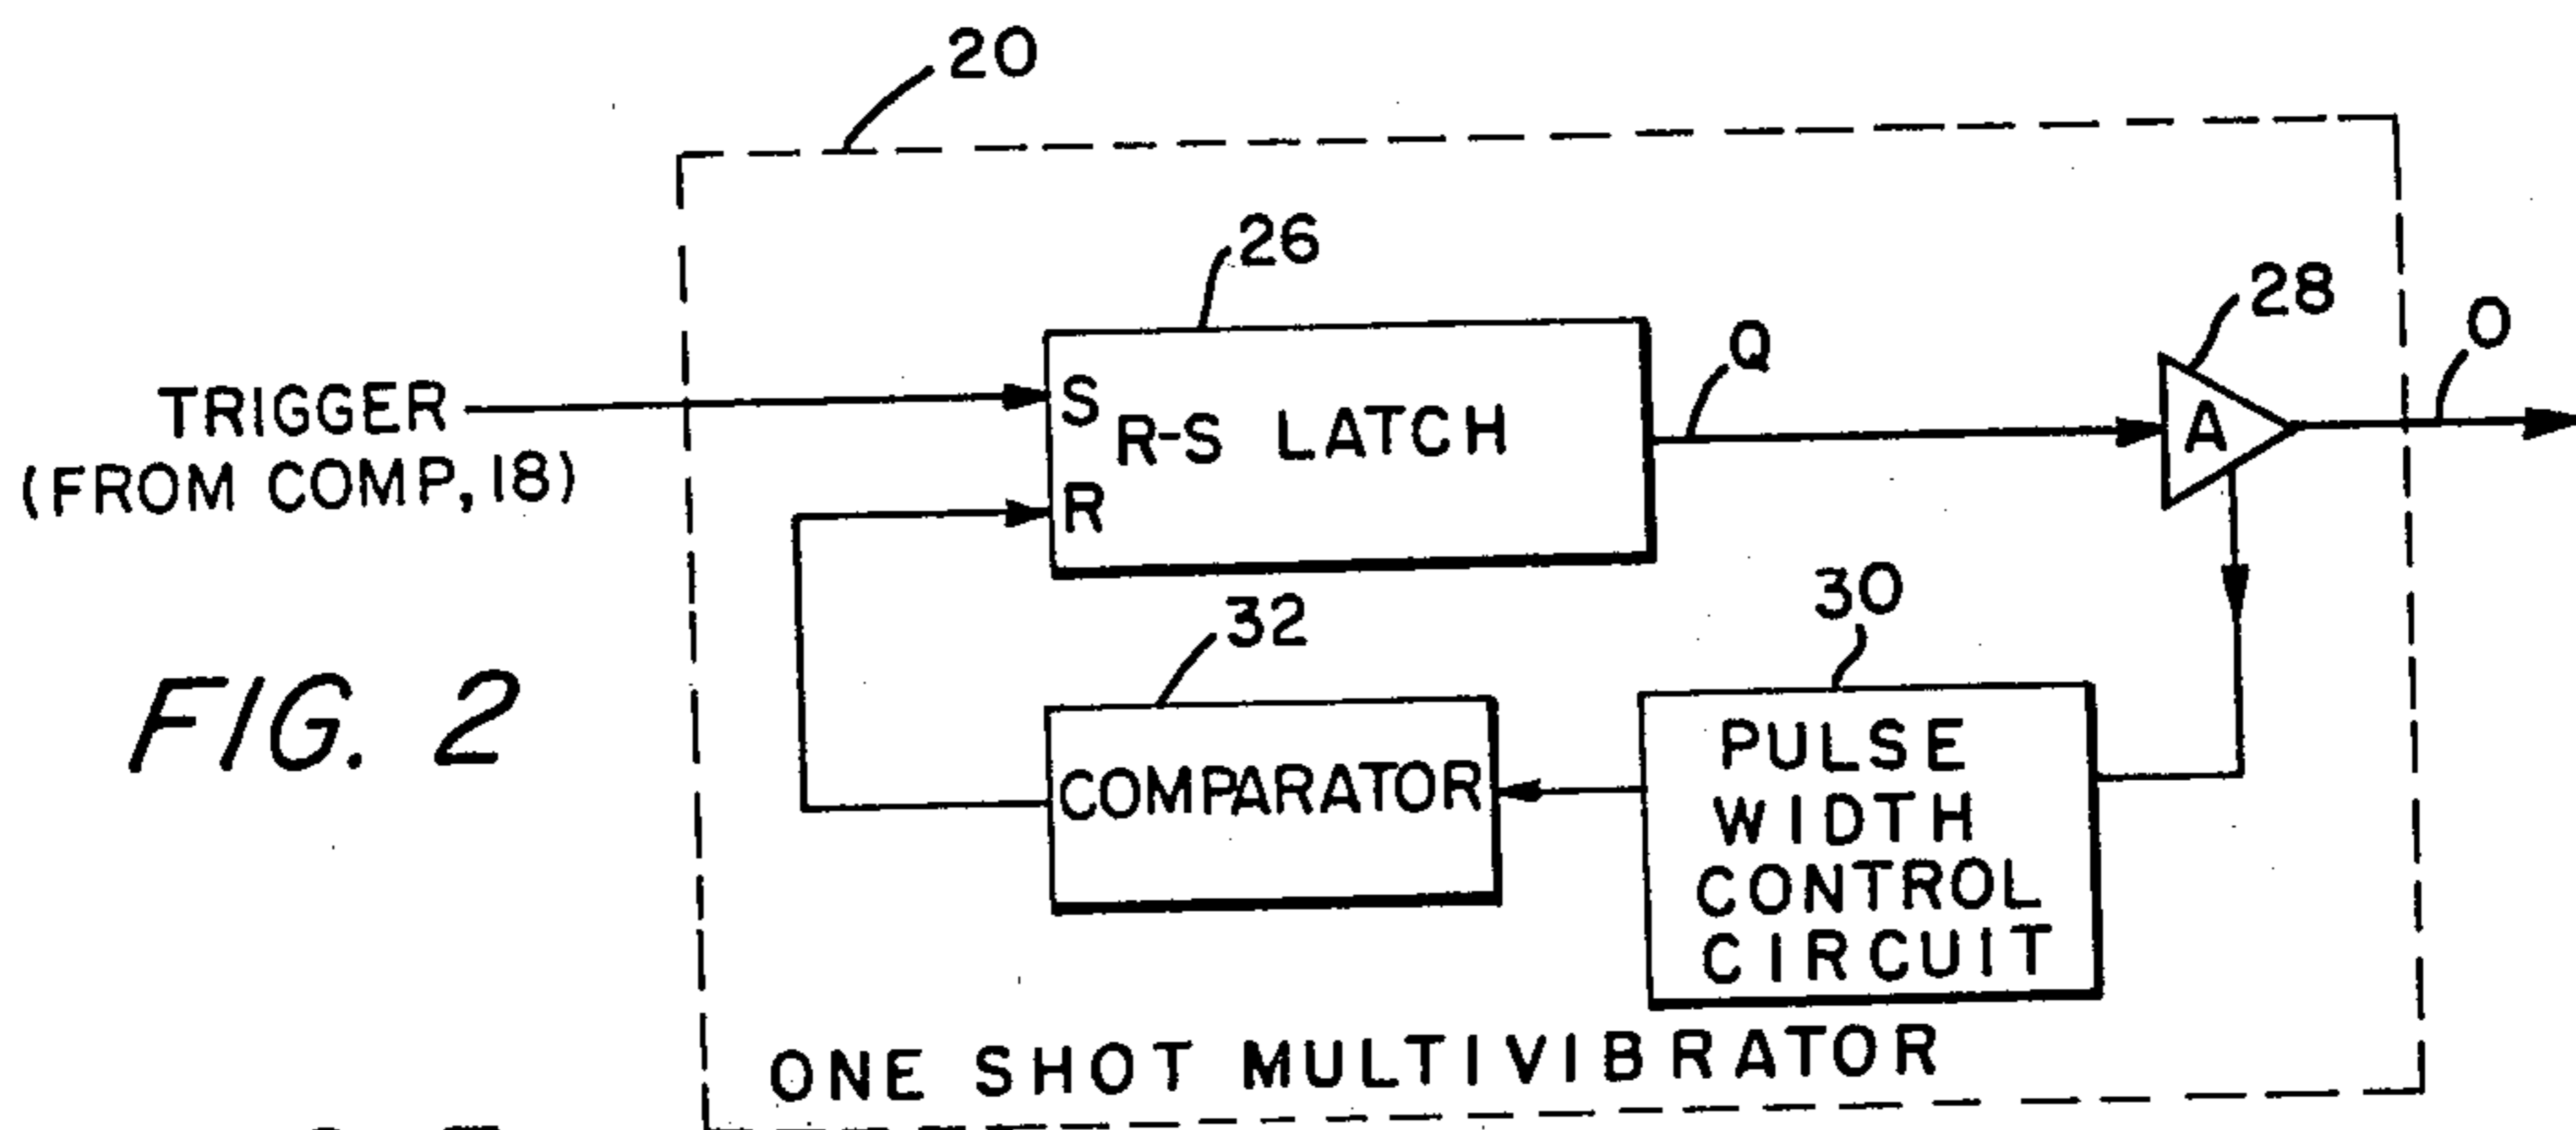 20
26
28
O
Q
TRIGGER
(FROM COMP, 18)
S
R-S LATCH
A
R
32
30
FIG. 2
COMPARATOR
PULSE
WIDTH
CONTROL
CIRCUIT
ONE SHOT MULTIVIBRATOR